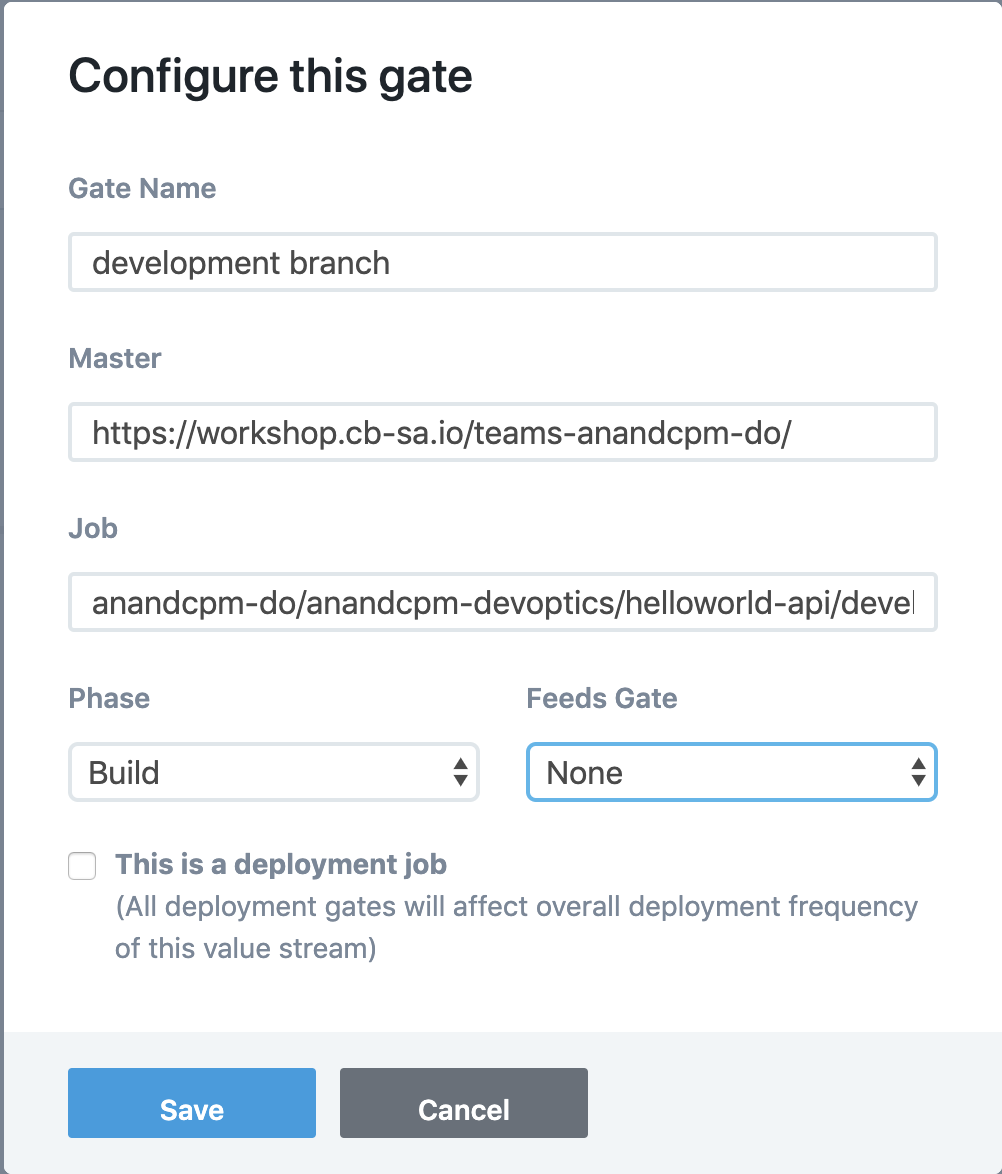 Configure this gate
Gate Name
development branch
Master
https://workshop.cb-sa.io/teams-anandcpm-do/
Job
anandcpm-do/anandcpm-devoptics/helloworld-api/devel
Phase
Feeds Gate
Build
None
This is a deployment job
(All deployment gates will affect overall deployment frequency
of this value stream)
Save
Cancel